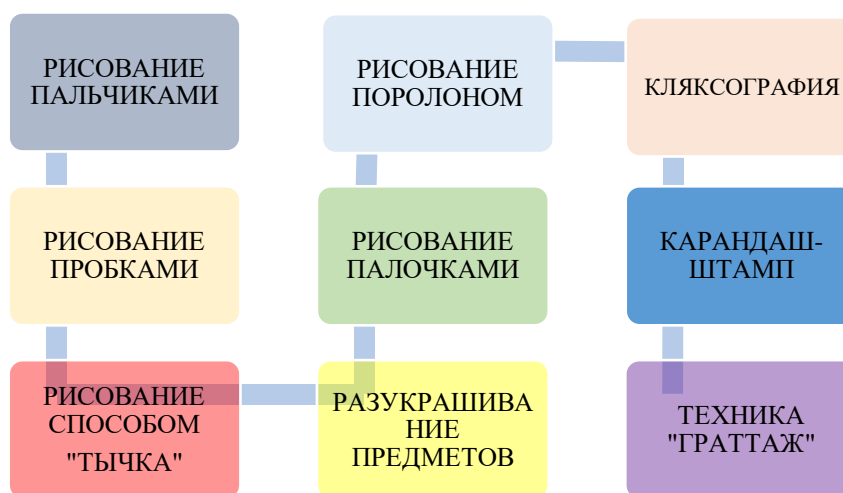 РИСОВАНИЕ
ПАЛЬЧИКАМИ
РИСОВАНИЕ
ПРОБКАМИ
РИСОВАНИЕ
СПОСОБОМ
"ТЫЧКА"
РАЗУКРАШИВА
НИЕ
ПРЕДМЕТОВ
РИСОВАНИЕ
ПАЛОЧКАМИ
РИСОВАНИЕ
ПОРОЛОНОМ
КЛЯКСОГРАФИЯ
КАРАНДАШ-
ШТАМП
ТЕХНИКА
"ГРАТТАЖ"